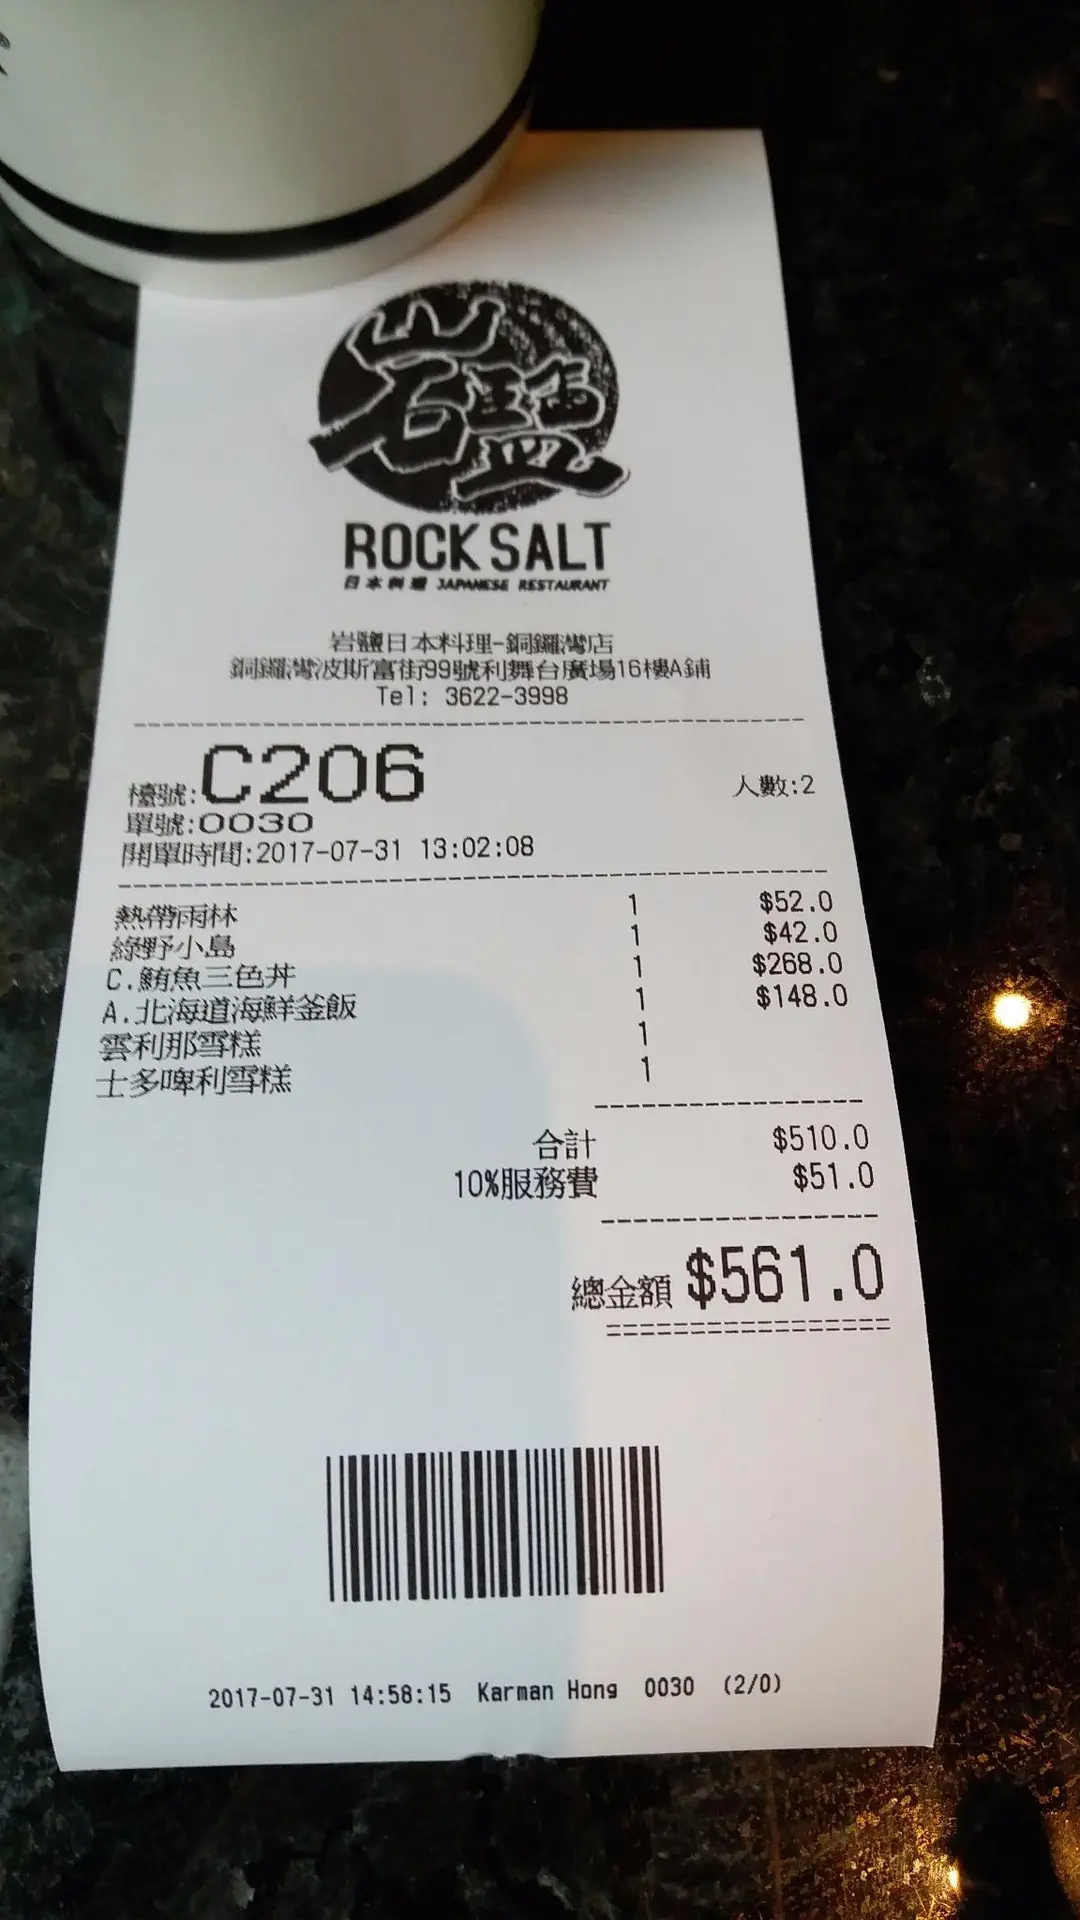 岩鹽
ROCK SALT
日本料理 JAPANESE RESTAURANT
岩鹽日本料理-銅鑼灣店
銅鑼灣波斯富街99號利舞台廣場16樓A鋪
Tel: 3622-3998
檯號:C206 人數:2
單號:0030
開單時間:2017-07-31 13:02:08
熱帶雨林 1 $52.0
綠野小島 1 $42.0
C.鮪魚三色丼 1 $268.0
A.北海道海鮮釜飯 1 $148.0
雲利那雪糕 1
士多啤利雪糕 1
合計 $510.0
10%服務費 $51.0
總金額 $561.0
2017-07-31 14:58:15 Karman Hong 0030 (2/0)